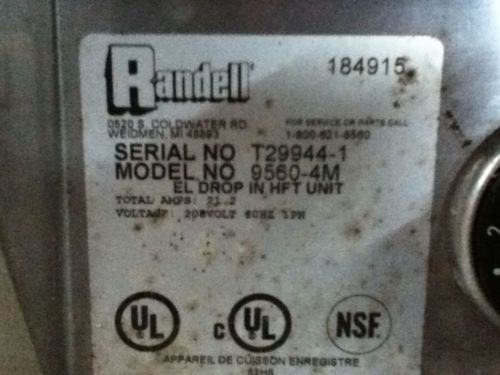 Randell
184915
0520 S. COLDWATER RD
WEIDMEN, MI 48893
FOR SERVICE OR PARTS CALL
1-800-621-8560
SERIAL NO T29944-1
MODEL NO 9560-4M
EL DROP IN HFT UNIT
TOTAL AMPS: 21.2
VOLTAGE: 208VOLT 60HZ 1PH
UL
C UL
NSF
APPAREIL DE CUISSON ENREGISTRE
2